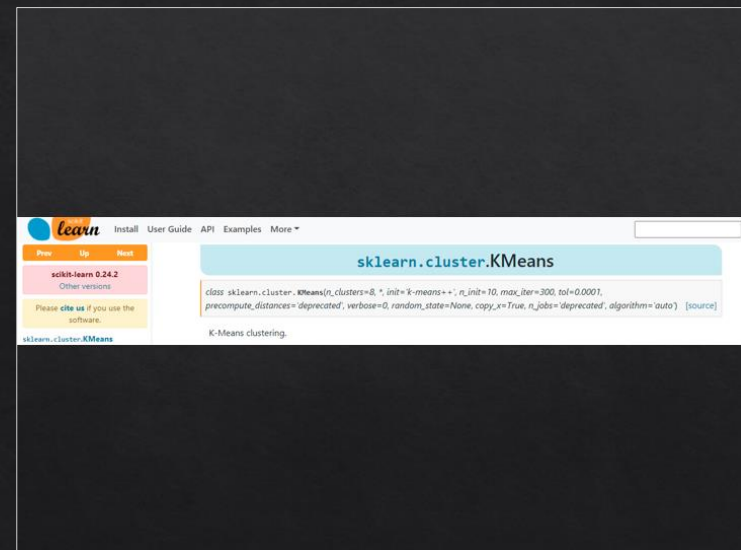 scikit
learn Install User Guide API Examples More
Prev Up Next
scikit-learn 0.24.2
Other versions
Please cite us if you use the
software.
sklearn.cluster.KMeans
sklearn.cluster.KMeans
class sklearn.cluster.KMeans(n_clusters=8, *, init='k-means++', n_init=10, max_iter=300, tol=0.0001,
precompute_distances='deprecated', verbose=0, random_state=None, copy_x=True, n_jobs='deprecated', algorithm='auto') [source]
K-Means clustering.